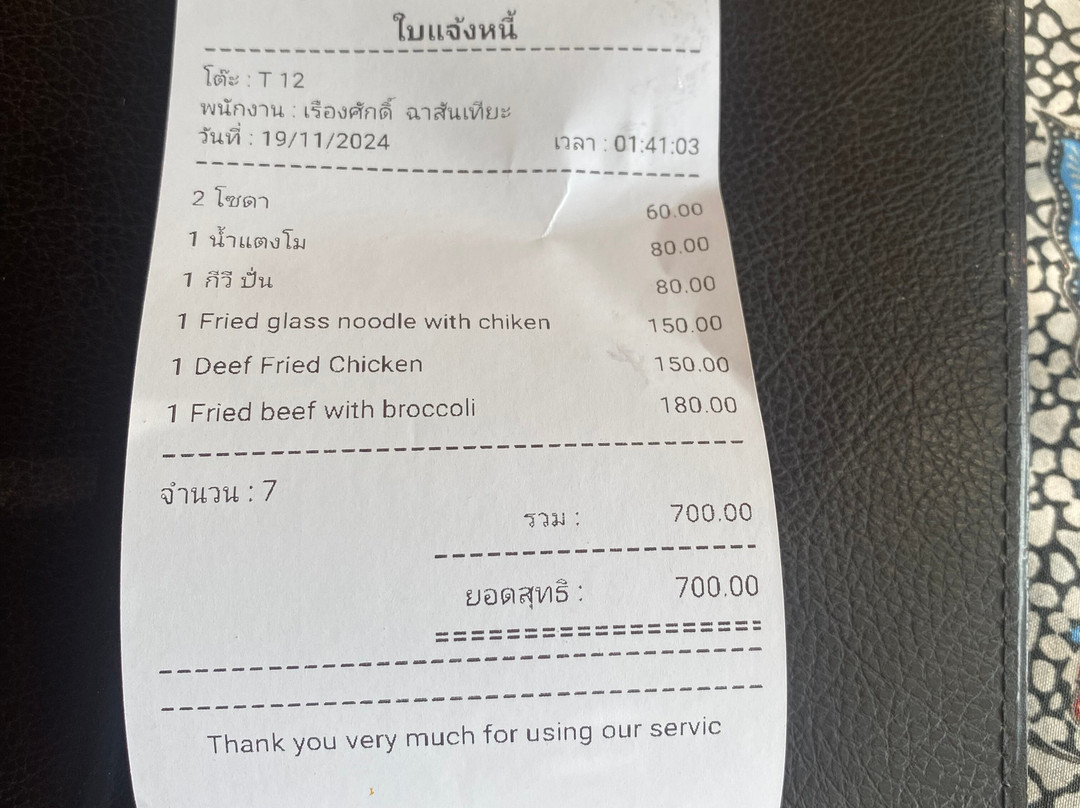 ใบแจ้งหนี้
โต๊ะ : T 12
พนักงาน : เรืองศักดิ์ ฉาสันเทียะ
วันที่ : 19/11/2024 เวลา : 01:41:03
2 โซดา 60.00
1 น้ำแตงโม 80.00
1 กีวี ปั่น 80.00
1 Fried glass noodle with chiken 150.00
1 Deef Fried Chicken 150.00
1 Fried beef with broccoli 180.00
จำนวน : 7
รวม : 700.00
ยอดสุทธิ : 700.00
Thank you very much for using our servic